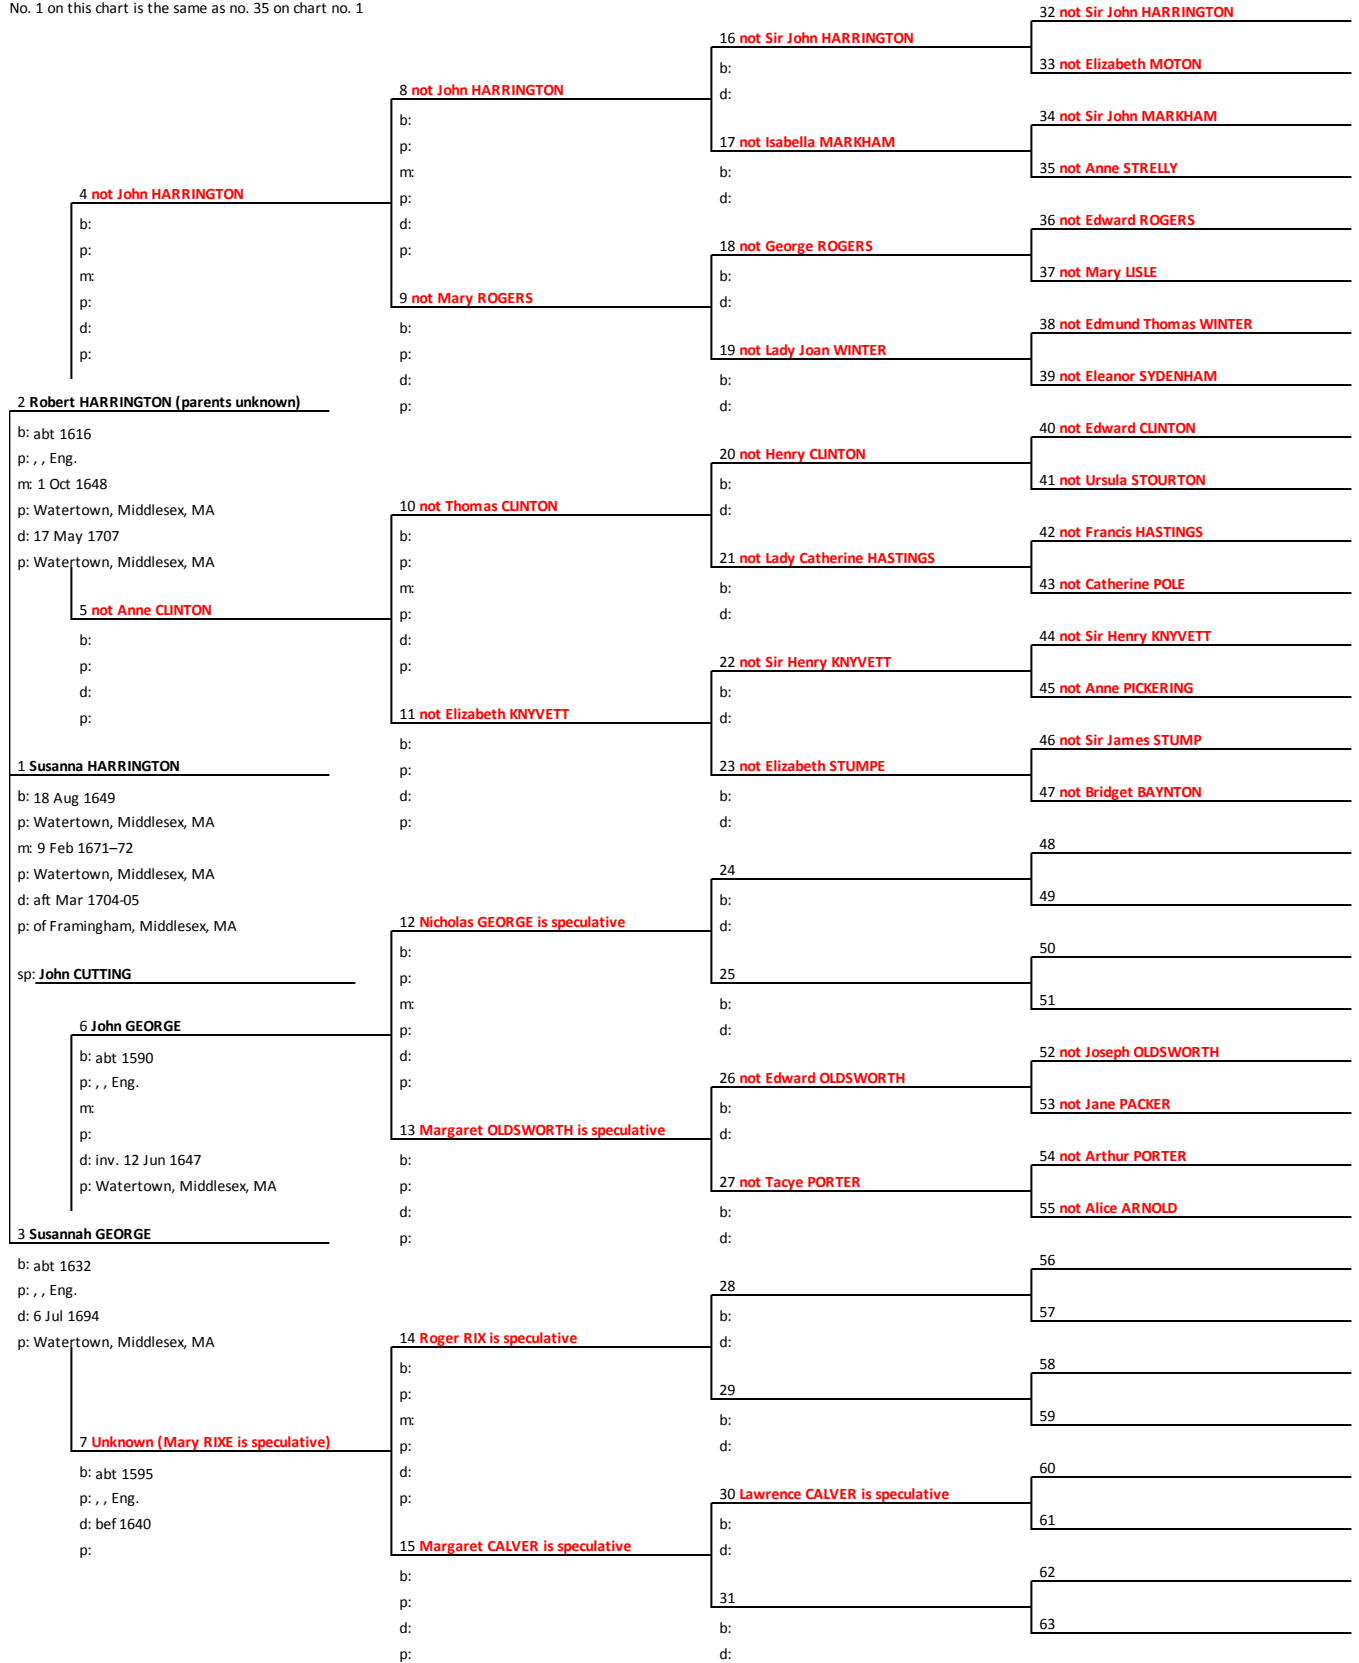 No. 1 on this chart is the same as no. 35 on chart no. 1
32 not Sir John HARRINGTON
16 not Sir John HARRINGTON
b:
33 not Elizabeth MOTON
8 not John HARRINGTON
d:
b:
34 not Sir John MARKHAM
p:
17 not Isabella MARKHAM
m:
b:
35 not Anne STRELLY
4 not John HARRINGTON
p:
d:
b:
d:
36 not Edward ROGERS
p:
p:
18 not George ROGERS
m:
b:
37 not Mary LISLE
p:
9 not Mary ROGERS
d:
d:
b:
38 not Edmund Thomas WINTER
p:
p:
19 not Lady Joan WINTER
d:
b:
39 not Eleanor SYDENHAM
2 Robert HARRINGTON (parents unknown)
p:
d:
b: abt 1616
40 not Edward CLINTON
p: , , Eng.
20 not Henry CLINTON
m: 1 Oct 1648
b:
41 not Ursula STOURTON
p: Watertown, Middlesex, MA
10 not Thomas CLINTON
d:
d: 17 May 1707
b:
42 not Francis HASTINGS
p: Watertown, Middlesex, MA
p:
21 not Lady Catherine HASTINGS
m:
b:
43 not Catherine POLE
5 not Anne CLINTON
p:
d:
b:
d:
44 not Sir Henry KNYVETT
p:
p:
22 not Sir Henry KNYVETT
d:
b:
45 not Anne PICKERING
p:
11 not Elizabeth KNYVETT
d:
b:
46 not Sir James STUMP
1 Susanna HARRINGTON
p:
23 not Elizabeth STUMPE
b: 18 Aug 1649
d:
b:
47 not Bridget BAYNTON
p: Watertown, Middlesex, MA
p:
d:
m: 9 Feb 1671–72
48
p: Watertown, Middlesex, MA
24
d: aft Mar 1704-05
b:
49
p: of Framingham, Middlesex, MA
12 Nicholas GEORGE is speculative
d:
b:
50
sp: John CUTTING
p:
25
m:
b:
51
6 John GEORGE
p:
d:
b: abt 1590
d:
52 not Joseph OLDSWORTH
p: , , Eng.
p:
26 not Edward OLDSWORTH
m:
b:
53 not Jane PACKER
p:
13 Margaret OLDSWORTH is speculative
d:
d: inv. 12 Jun 1647
b:
54 not Arthur PORTER
p: Watertown, Middlesex, MA
p:
27 not Tacye PORTER
d:
b:
55 not Alice ARNOLD
3 Susannah GEORGE
p:
d:
b: abt 1632
56
p: , , Eng.
28
d: 6 Jul 1694
b:
57
p: Watertown, Middlesex, MA
14 Roger RIX is speculative
d:
b:
58
p:
29
m:
b:
59
7 Unknown (Mary RIXE is speculative)
p:
d:
b: abt 1595
d:
60
p: , , Eng.
p:
30 Lawrence CALVER is speculative
d: bef 1640
b:
61
p:
15 Margaret CALVER is speculative
d:
b:
62
p:
31
d:
b:
63
p:
d: